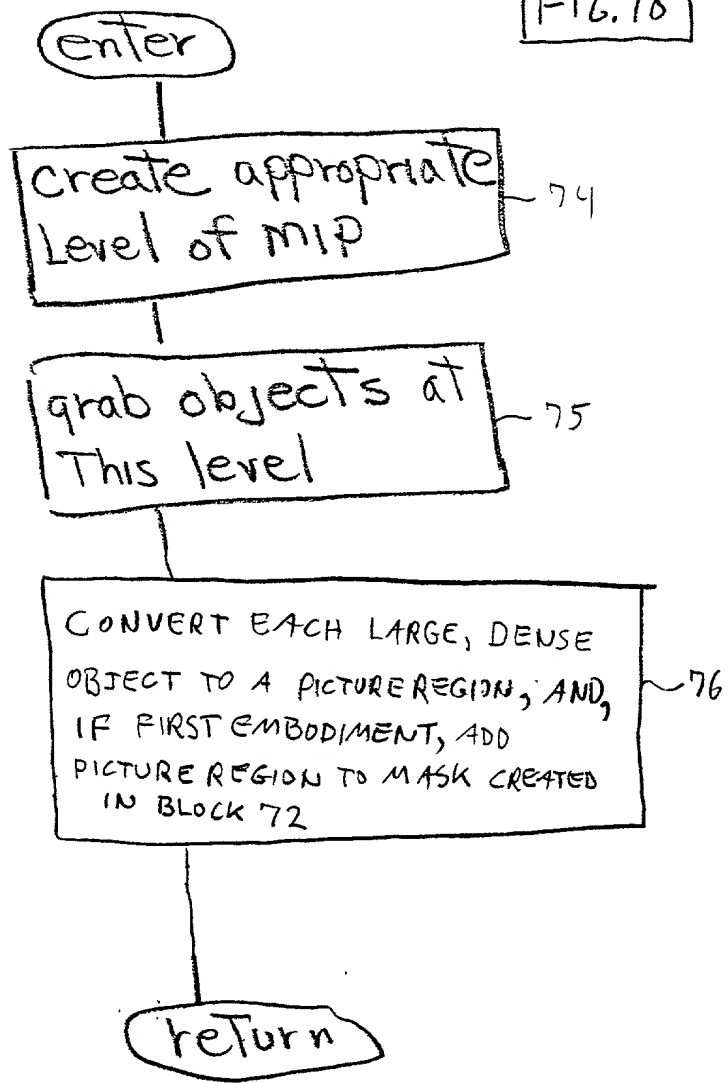 FIG. 10
enter
create appropriate
Level of MIP
74
grab objects at
This level
75
CONVERT EACH LARGE, DENSE
OBJECT TO A PICTURE REGION, AND,
IF FIRST EMBODIMENT, ADD
PICTURE REGION TO MASK CREATED
IN BLOCK 72
76
return